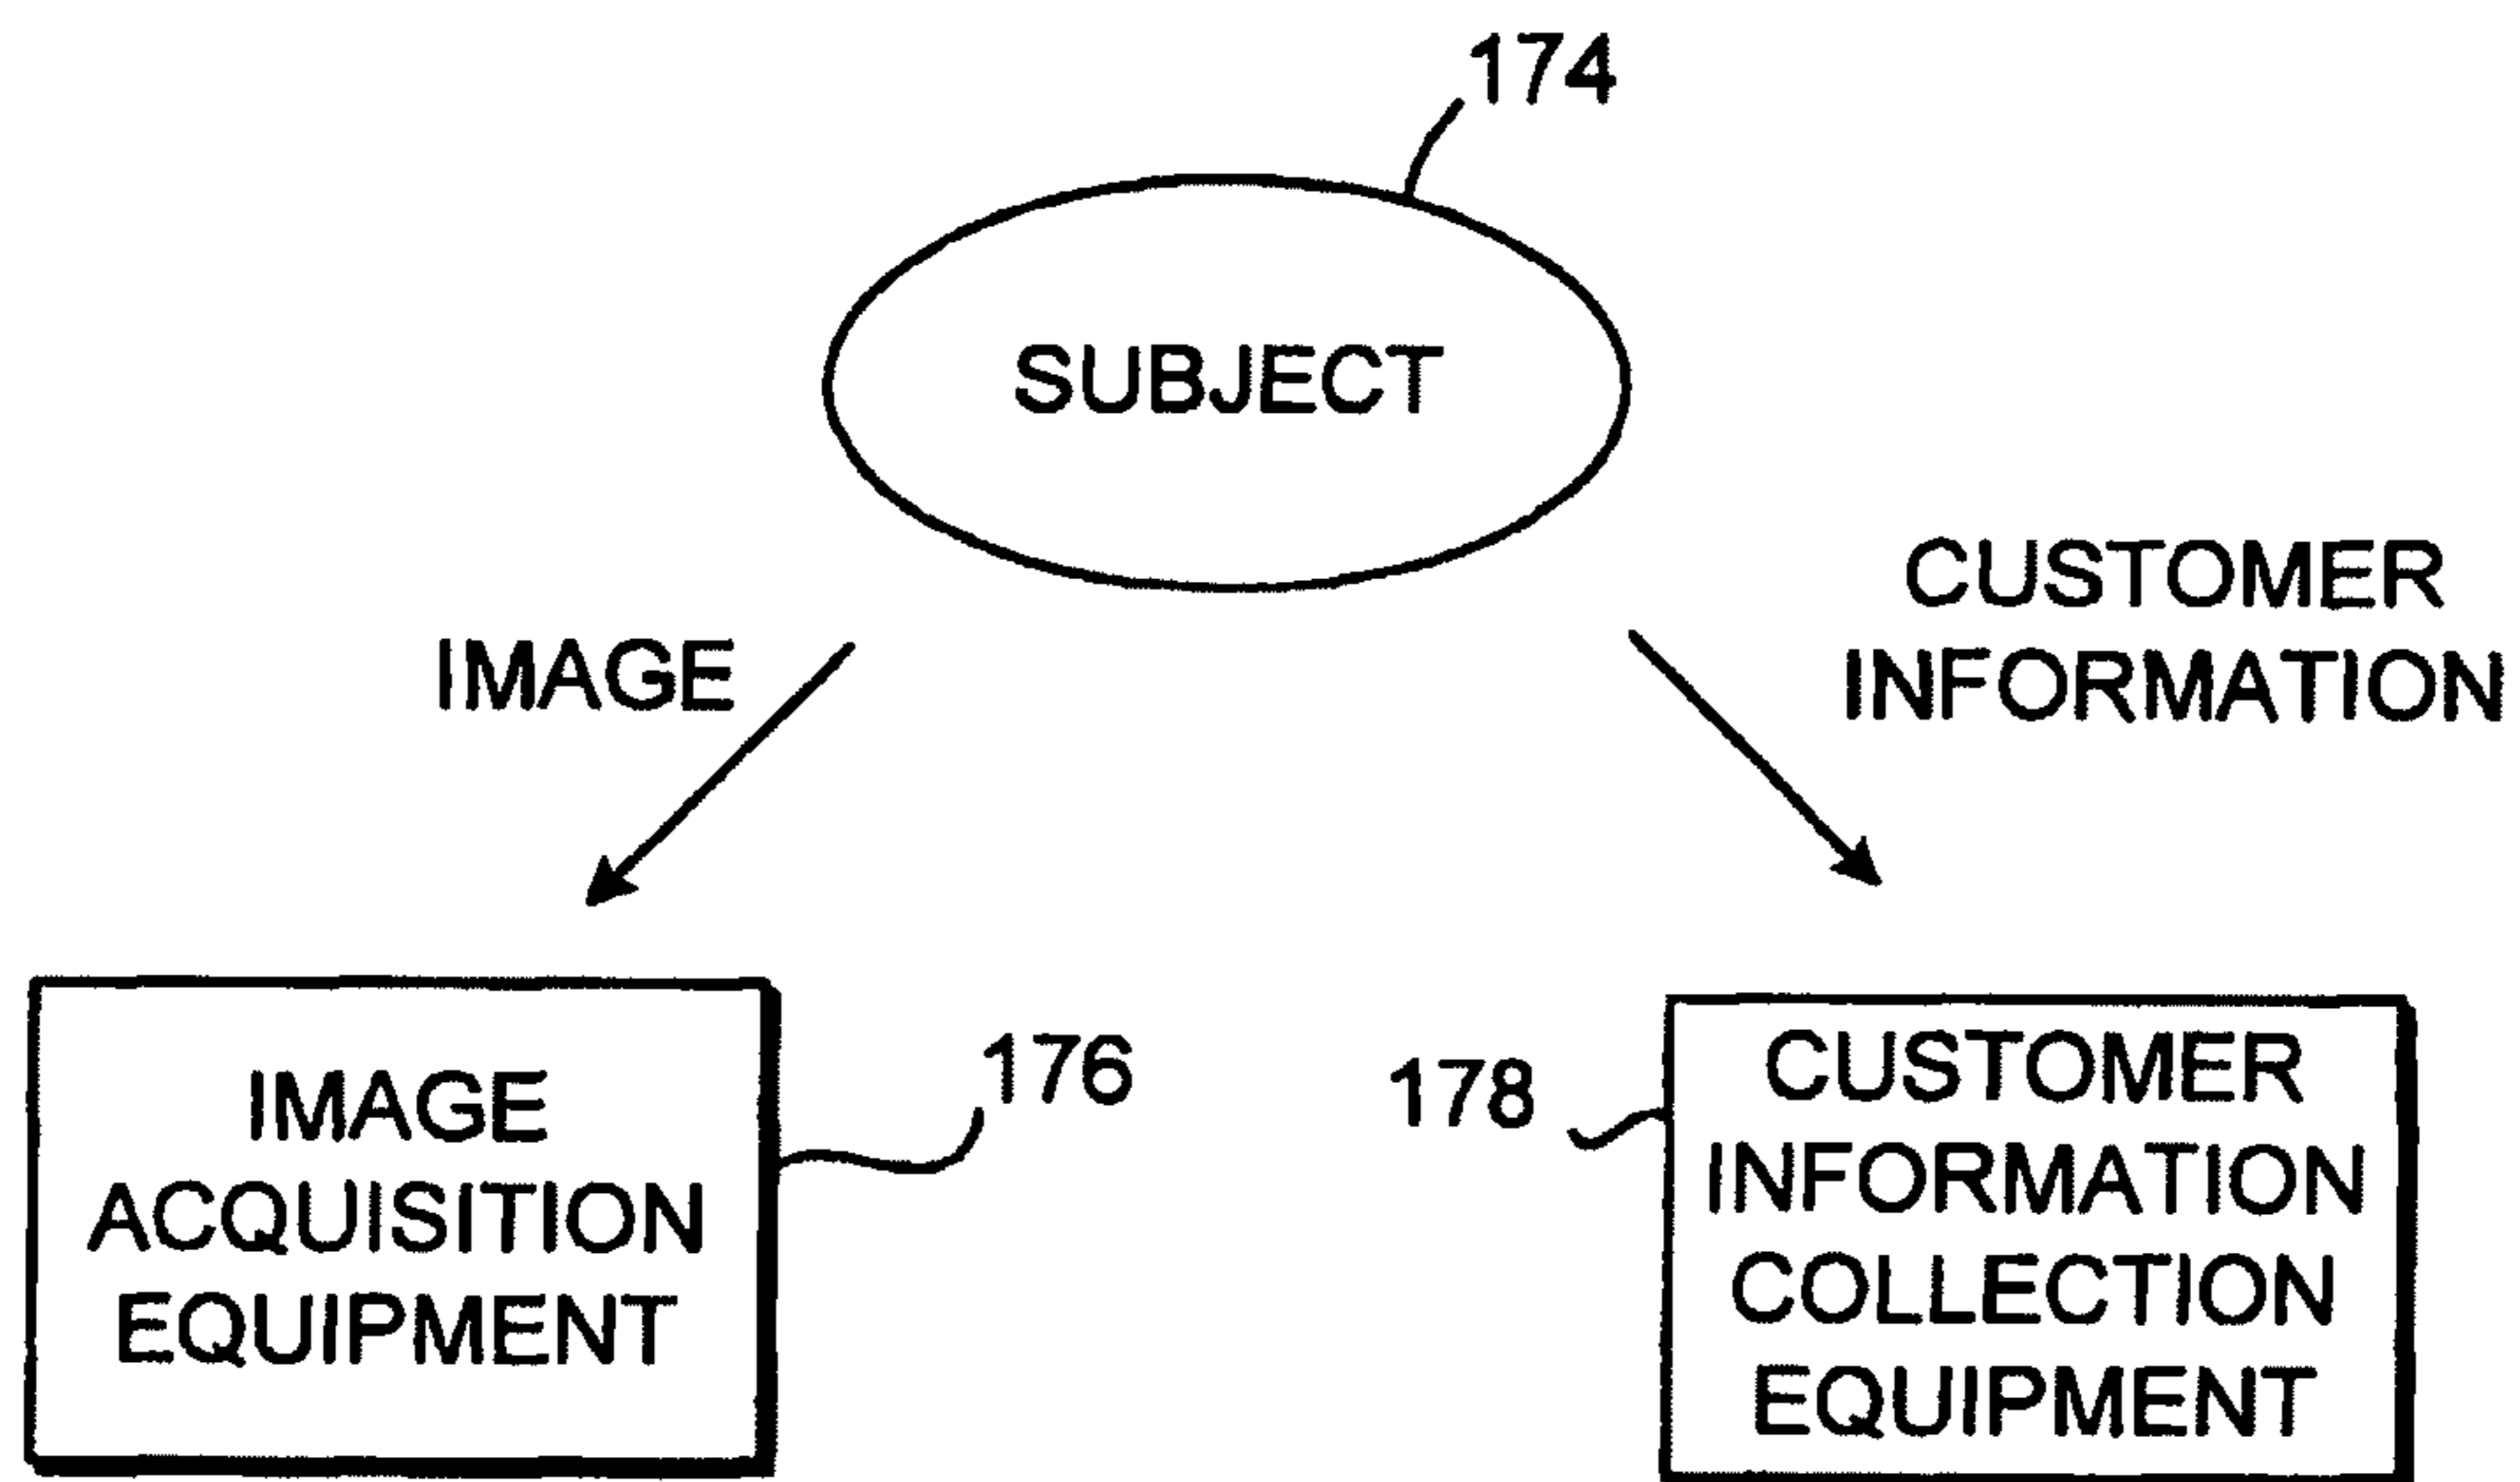 174
SUBJECT
IMAGE
CUSTOMER
INFORMATION
IMAGE
ACQUISITION
EQUIPMENT
176
178
CUSTOMER
INFORMATION
COLLECTION
EQUIPMENT